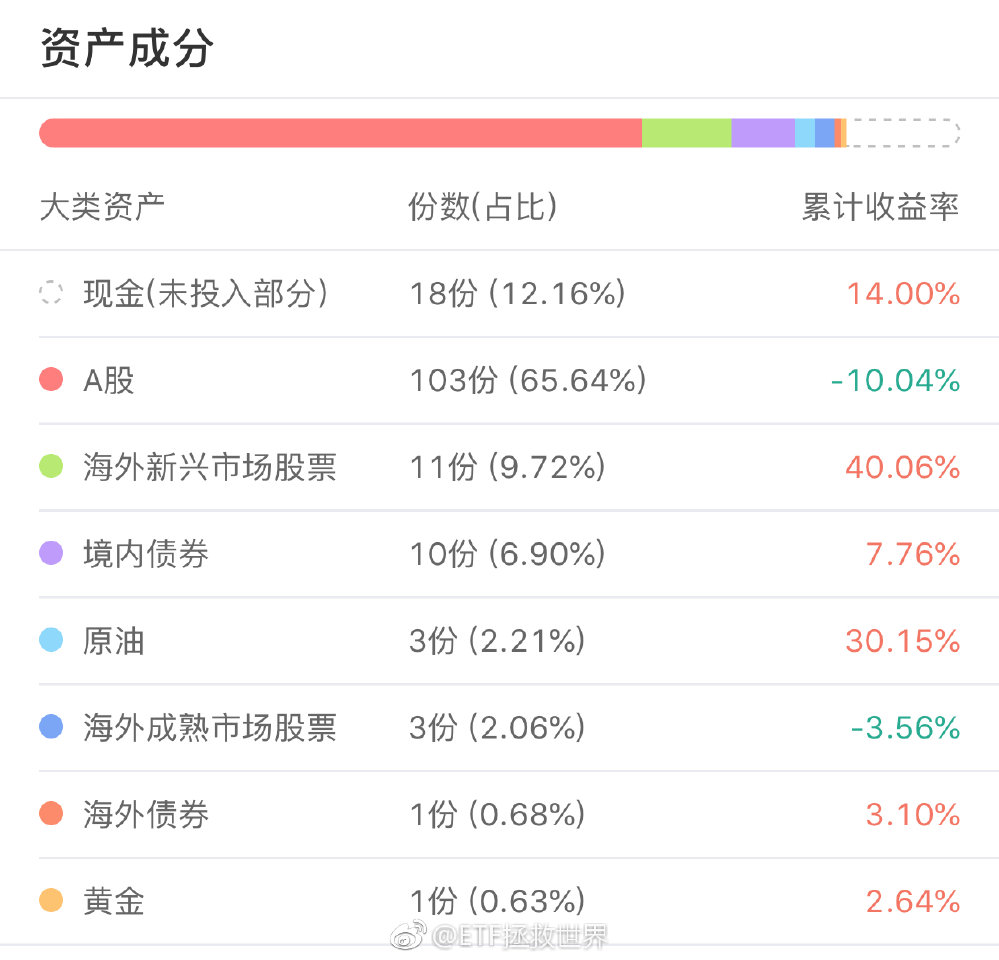 资产成分
大类资产 份数(占比) 累计收益率
现金(未投入部分) 18份 (12.16%) 14.00%
A股 103份 (65.64%) -10.04%
海外新兴市场股票 11份 (9.72%) 40.06%
境内债券 10份 (6.90%) 7.76%
原油 3份 (2.21%) 30.15%
海外成熟市场股票 3份 (2.06%) -3.56%
海外债券 1份 (0.68%) 3.10%
黄金 1份 (0.63%) 2.64%
@ETF拯救世界